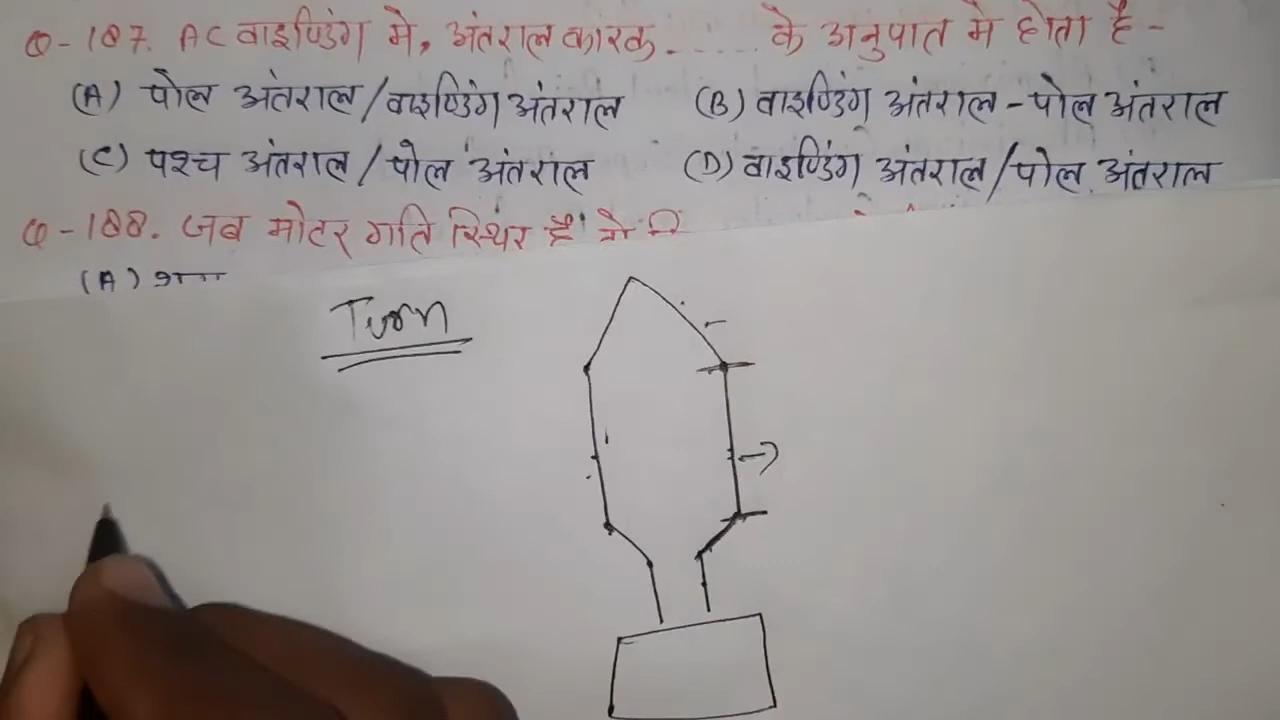 Q-187. AC वाइण्डिंग मे, अंतराल कारक ..... के अनुपात मे होता है -
(A) पोल अंतराल/वाइण्डिंग अंतराल (B) वाइण्डिंग अंतराल-पोल अंतराल
(C) पश्च अंतराल/पोल अंतराल (D) वाइण्डिंग अंतराल/पोल अंतराल
Q-188. जब मोटर गति स्थिर है
(A)
Turn